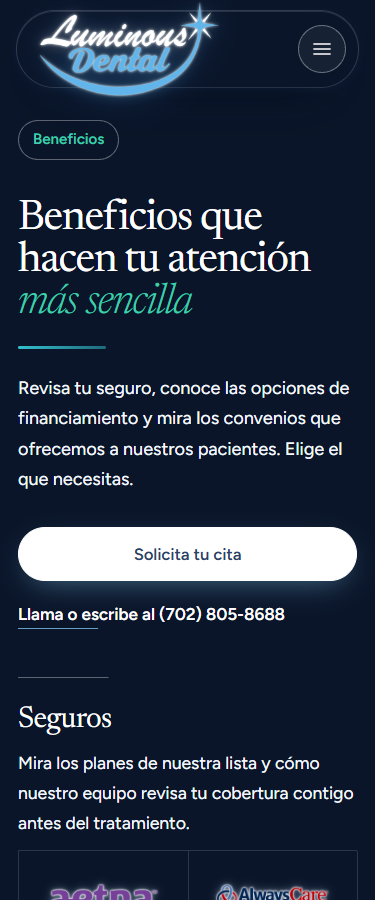 Luminous
Dental
Beneficios
Beneficios que
hacen tu atención
más sencilla
Revisa tu seguro, conoce las opciones de
financiamiento y mira los convenios que
ofrecemos a nuestros pacientes. Elige el
que necesitas.
Solicita tu cita
Llama o escribe al (702) 805-8688
Seguros
Mira los planes de nuestra lista y cómo
nuestro equipo revisa tu cobertura contigo
antes del tratamiento.
aetna AlwaysCare